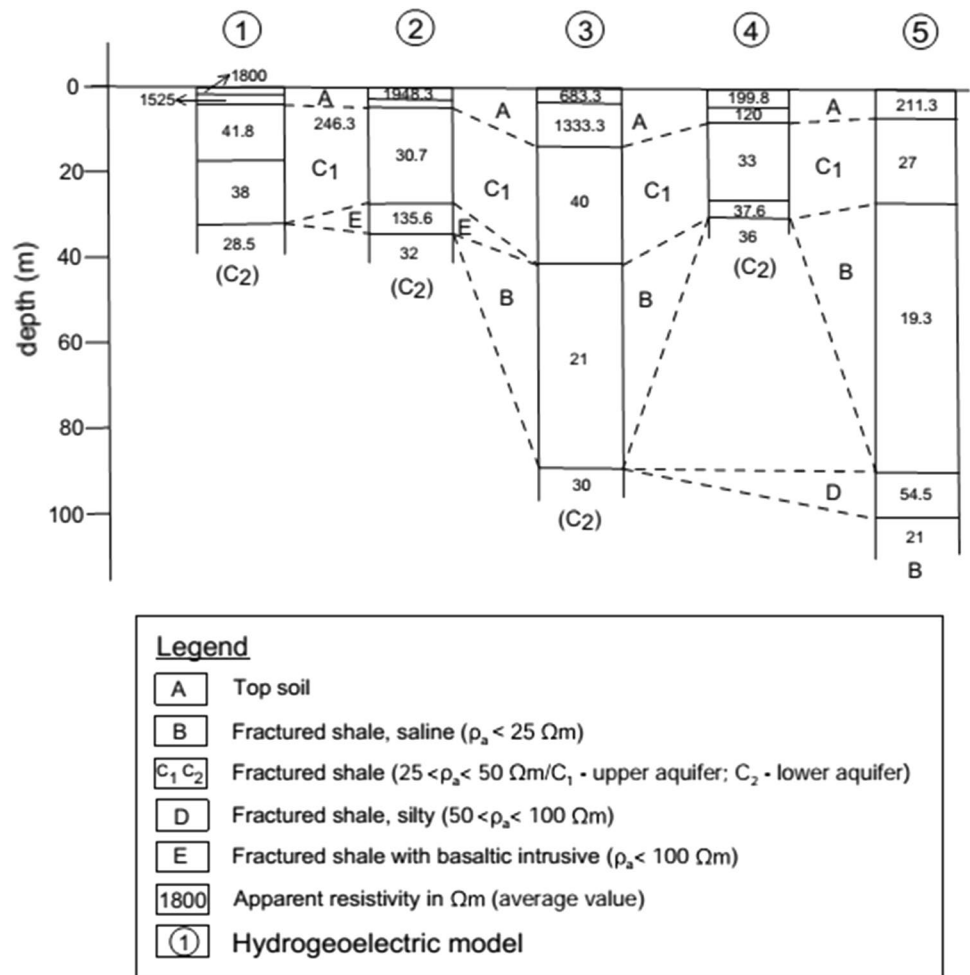 1 2 3 4 5
0
20
40
60
80
100
depth (m)
1800
1525
41.8
38
28.5
(C2)
A
246.3
C1
E
1948.3
30.7
135.6
32
(C2)
A
C1
E
B
683.3
1333.3
40
21
30
(C2)
A
C1
B
199.8
120
33
37.6
36
(C2)
A
C1
B
D
211.3
27
19.3
54.5
21
B
Legend
A Top soil
B Fractured shale, saline (ρa < 25 Ωm)
C1 C2 Fractured shale (25 <ρa< 50 Ωm/C1 - upper aquifer; C2 - lower aquifer)
D Fractured shale, silty (50 <ρa< 100 Ωm)
E Fractured shale with basaltic intrusive (ρa< 100 Ωm)
1800 Apparent resistivity in Ωm (average value)
1 Hydrogeoelectric model